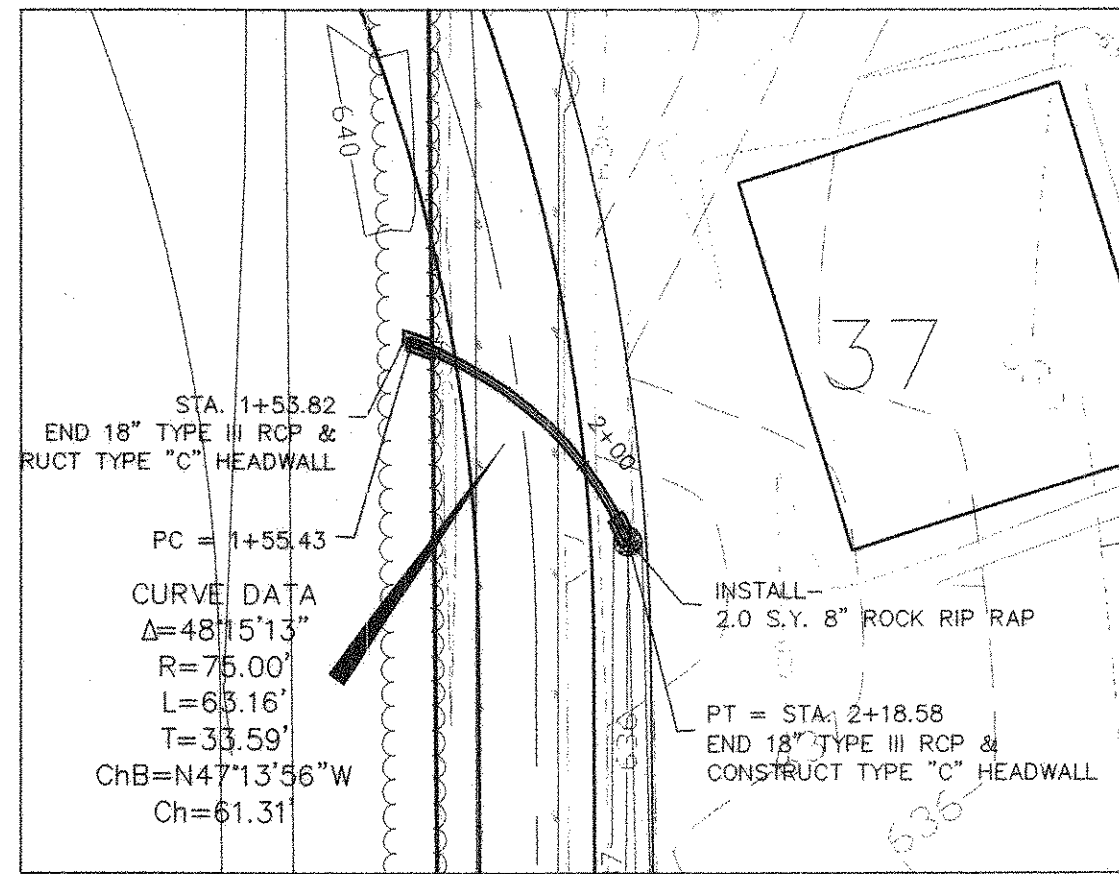 640
37
STA. 1+53.82
END 18" TYPE III RCP &
RUCT TYPE "C" HEADWALL
2+00
PC = 1+55.43
CURVE DATA
Δ=48°15'13"
R=75.00'
L=63.16'
T=33.59'
ChB=N47°13'56"W
Ch=61.31'
INSTALL-
2.0 S.Y. 8" ROCK RIP RAP
PT = STA. 2+18.58
END 18" TYPE III RCP &
CONSTRUCT TYPE "C" HEADWALL
636
636